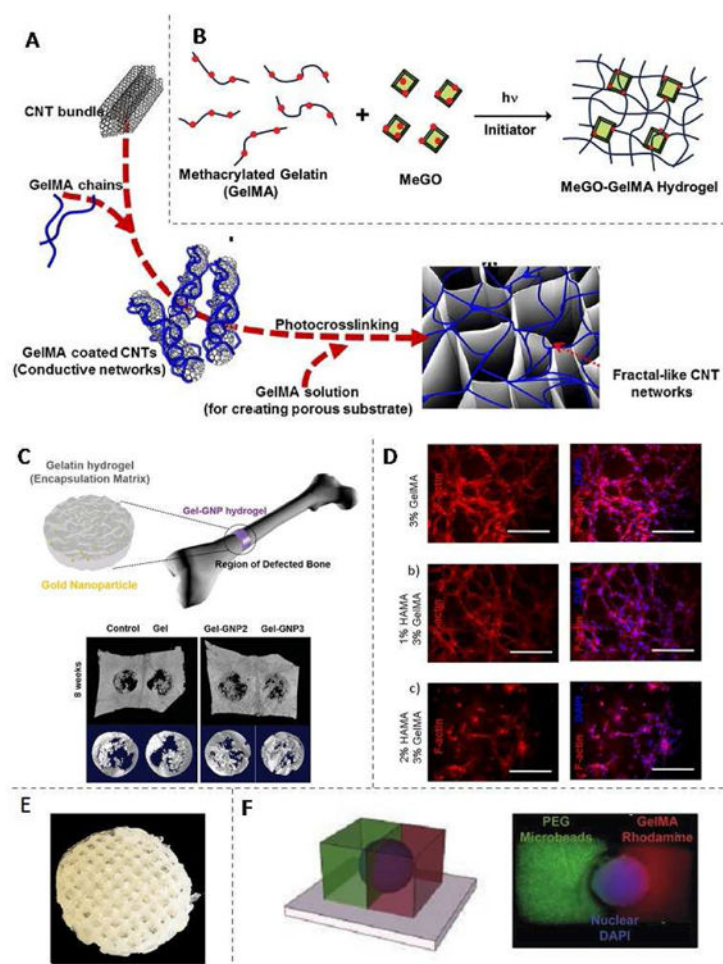 A
CNT bundle
GelMA chains
GelMA coated CNTs
(Conductive networks)
Photocrosslinking
GelMA solution
(for creating porous substrate)
Fractal-like CNT
networks
B
Methacrylated Gelatin
(GelMA)
+
MeGO
hν
Initiator
MeGO-GelMA Hydrogel
C
Gelatin hydrogel
(Encapsulation Matrix)
Gel-GNP hydrogel
Gold Nanoparticle
Region of Defected Bone
Control
Gel
Gel-GNP2
Gel-GNP3
8 weeks
D
3% GelMA
b)
1% HAMA
3% GelMA
F-actin
c)
2% HAMA
3% GelMA
F-actin
DAPI
E
F
PEG
Microbeads
GelMA
Rhodamine
Nuclear
DAPI